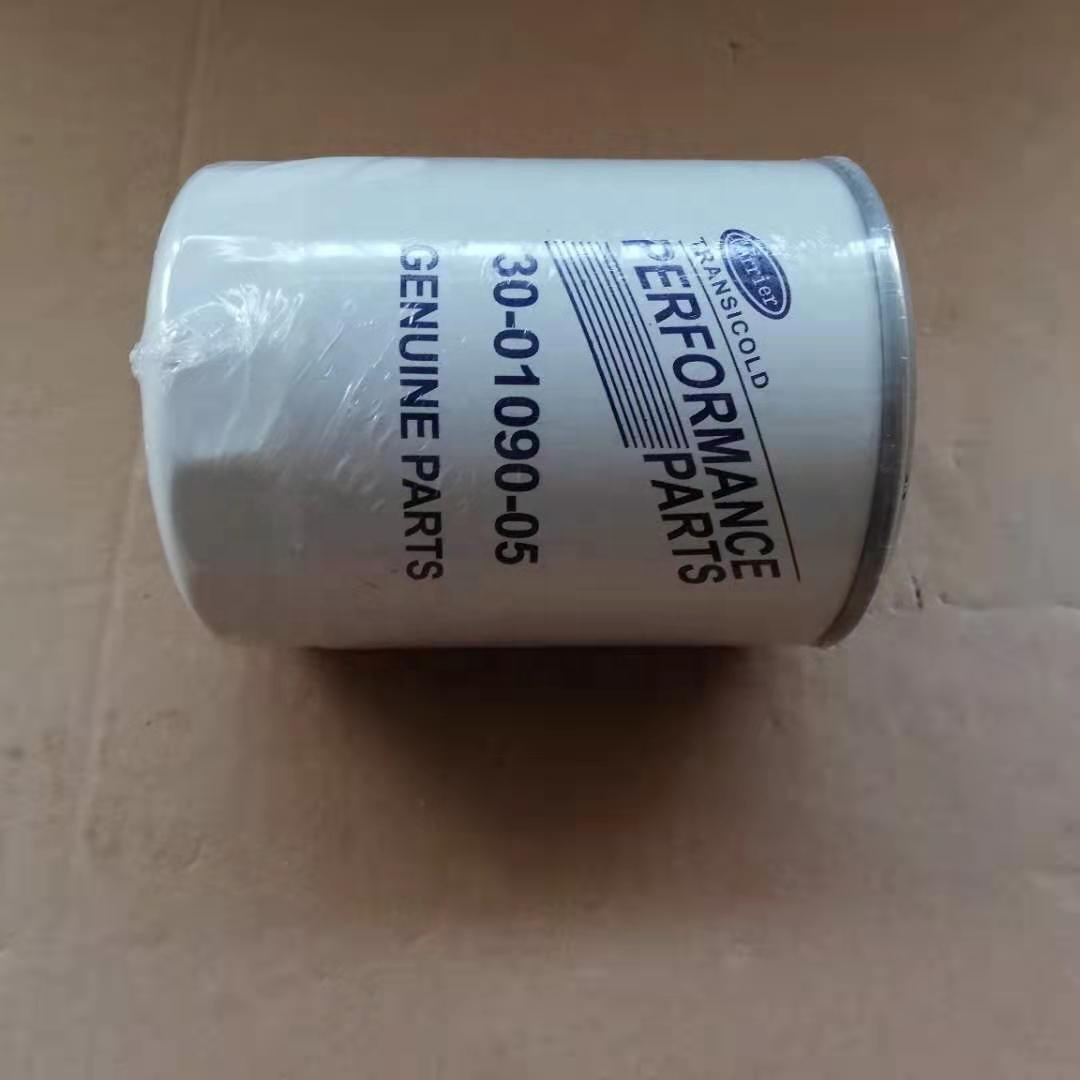 Carrier
TRANSICOLD
PERFORMANCE
PARTS
30-01090-05
GENUINE PARTS